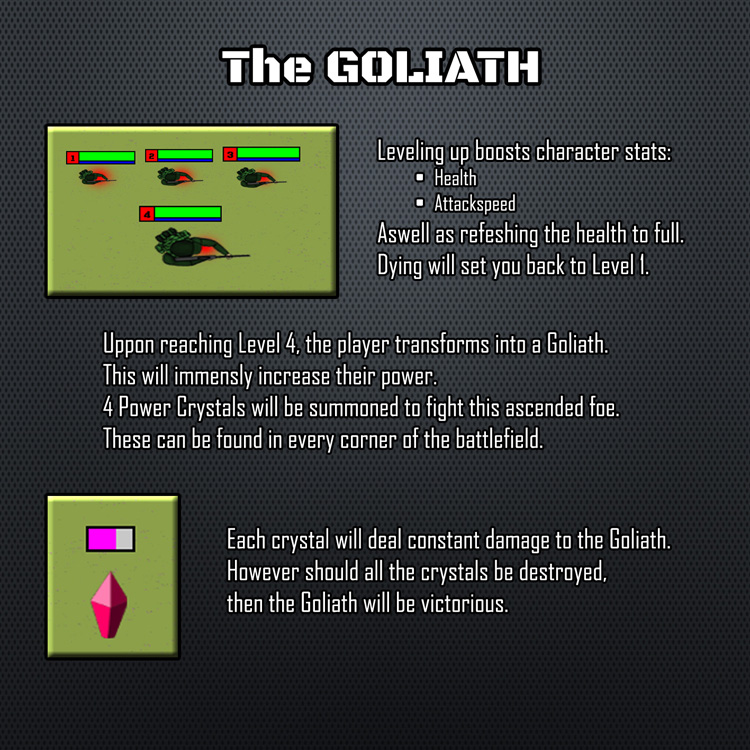 The GOLIATH
1
2
3
4
Leveling up boosts character stats:
▪ Health
▪ Attackspeed
Aswell as refeshing the health to full.
Dying will set you back to Level 1.
Uppon reaching Level 4, the player transforms into a Goliath.
This will immensly increase their power.
4 Power Crystals will be summoned to fight this ascended foe.
These can be found in every corner of the battlefield.
Each crystal will deal constant damage to the Goliath.
However should all the crystals be destroyed,
then the Goliath will be victorious.